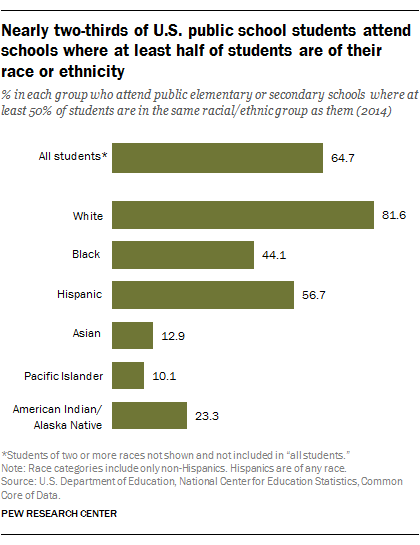 Nearly two-thirds of U.S. public school students attend
schools where at least half of students are of their
race or ethnicity
% in each group who attend public elementary or secondary schools where at
least 50% of students are in the same racial/ethnic group as them (2014)
All students* 64.7
White 81.6
Black 44.1
Hispanic 56.7
Asian 12.9
Pacific Islander 10.1
American Indian/
Alaska Native 23.3
*Students of two or more races not shown and not included in “all students.”
Note: Race categories include only non-Hispanics. Hispanics are of any race.
Source: U.S. Department of Education, National Center for Education Statistics, Common
Core of Data.
PEW RESEARCH CENTER